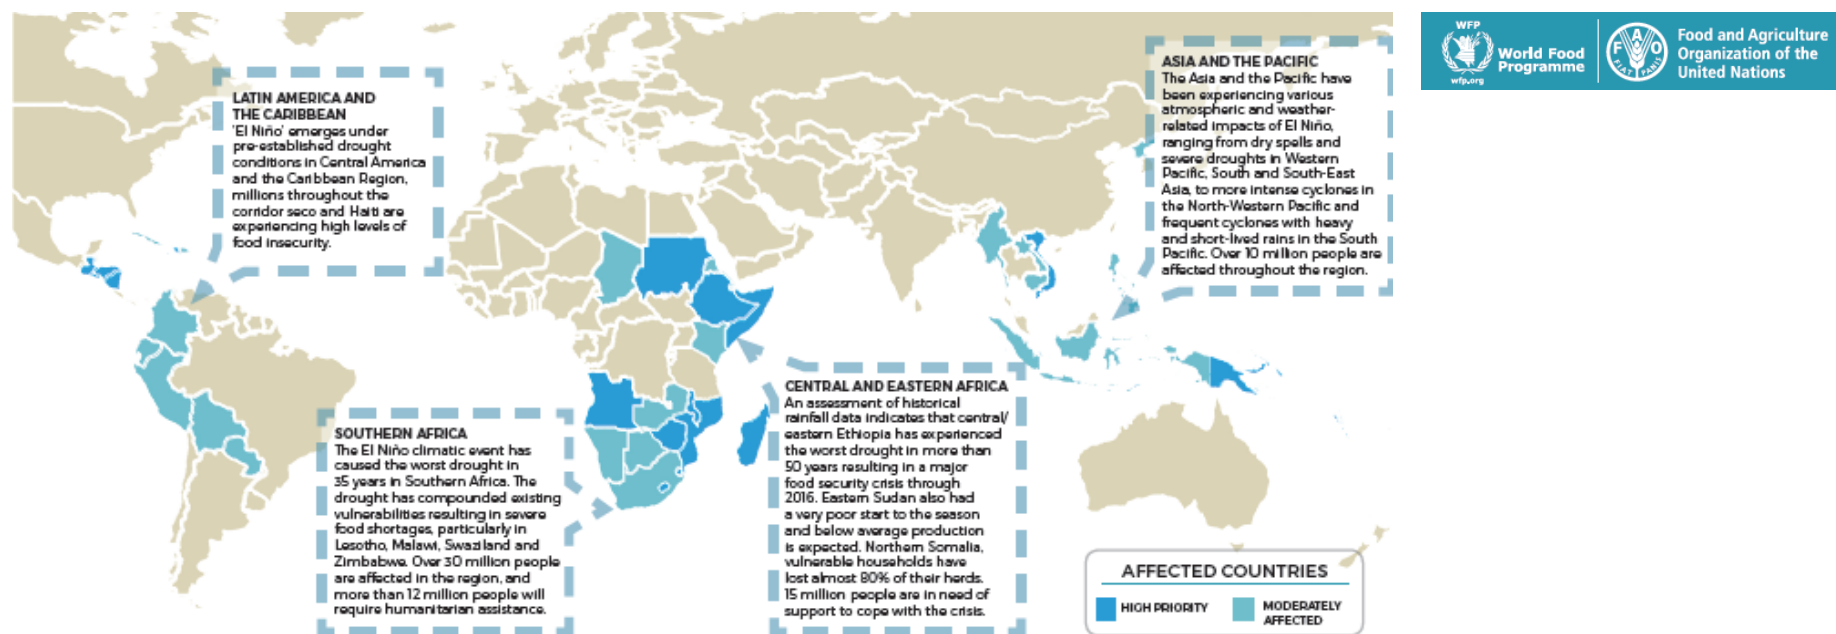 LATIN AMERICA AND
THE CARIBBEAN
'El Niño' emerges under
pre-established drought
conditions in Central America
and the Caribbean Region,
millions throughout the
corridor seco and Haiti are
experiencing high levels of
food insecurity.
SOUTHERN AFRICA
The El Niño climatic event has
caused the worst drought in
35 years in Southern Africa. The
drought has compounded existing
vulnerabilities resulting in severe
food shortages, particularly in
Lesotho, Malawi, Swaziland and
Zimbabwe. Over 30 million people
are affected in the region, and
more than 12 million people will
require humanitarian assistance.
CENTRAL AND EASTERN AFRICA
An assessment of historical
rainfall data indicates that central/
eastern Ethiopia has experienced
the worst drought in more than
50 years resulting in a major
food security crisis through
2016. Eastern Sudan also had
a very poor start to the season
and below average production
is expected. Northern Somalia,
vulnerable households have
lost almost 80% of their herds.
15 million people are in need of
support to cope with the crisis.
ASIA AND THE PACIFIC
The Asia and the Pacific have
been experiencing various
atmospheric and weather-
related impacts of El Niño,
ranging from dry spells and
severe droughts in Western
Pacific, South and South-East
Asia, to more intense cyclones in
the North-Western Pacific and
frequent cyclones with heavy
and short-lived rains in the South
Pacific. Over 10 million people are
affected throughout the region.
AFFECTED COUNTRIES
HIGH PRIORITY
MODERATELY
AFFECTED
WFP
wfp.org
World Food
Programme
F A O
FIAT PANIS
Food and Agriculture
Organization of the
United Nations